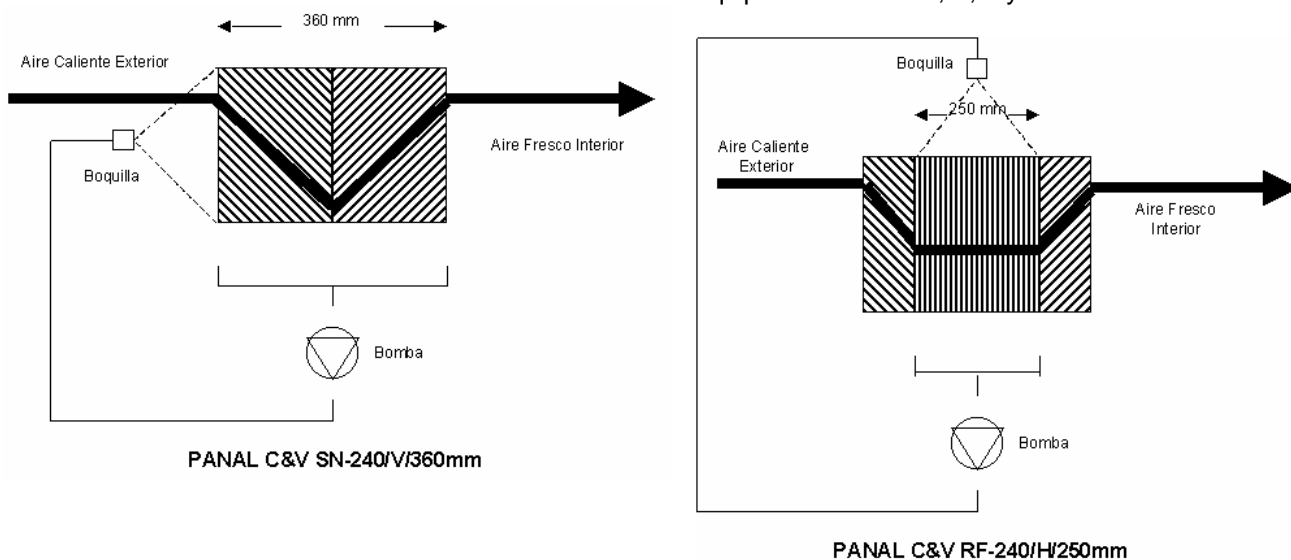 360 mm
Aire Caliente Exterior
Boquilla
Aire Fresco Interior
Bomba
PANAL C&V SN-240/V/360mm
Boquilla
250 mm
Aire Caliente
Exterior
Aire Fresco
Interior
Bomba
PANAL C&V RF-240/H/250mm